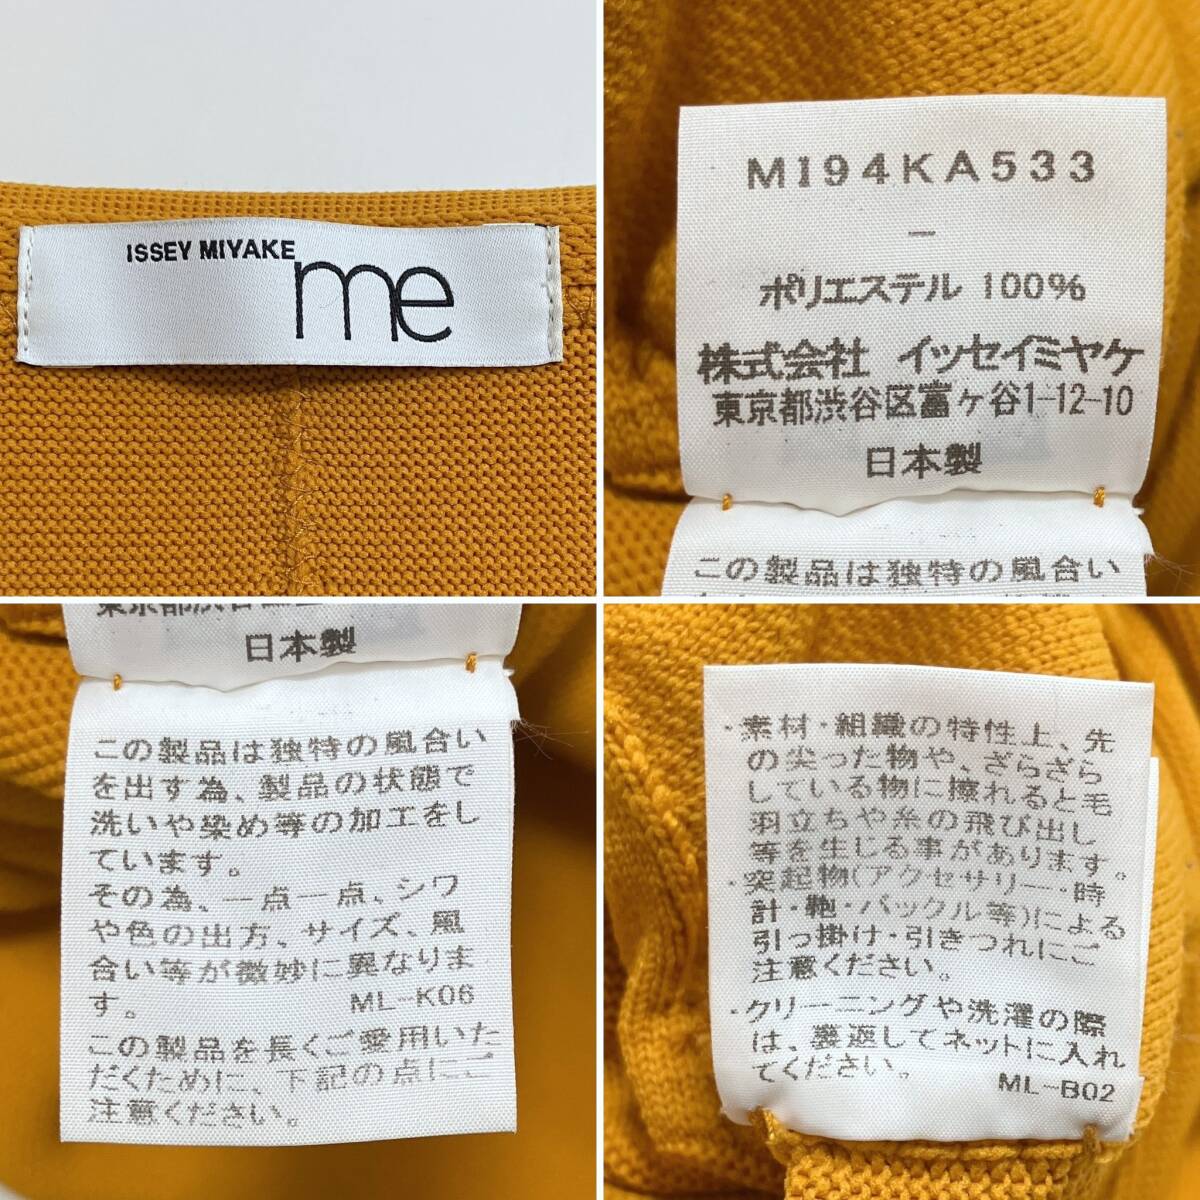 ISSEY MIYAKE
me
MI94KA533
—
ポリエステル 100%
株式会社 イッセイミヤケ
東京都渋谷区富ヶ谷1-12-10
日本製
この製品は独特の風合い
日本製
この製品は独特の風合い
を出す為、製品の状態で
洗いや染め等の加工をし
ています。
その為、一点一点、シワ
や色の出方、サイズ、風
合い等が微妙に異なりま
す。 ML-K06
この製品を長くご愛用いた
だくために、下記の点にご
注意ください。
・素材・組織の特性上、先
の尖った物や、ざらざら
している物に擦れると毛
羽立ちや糸の飛び出し
等を生じる事があります。
・突起物(アクセサリー・時
計・鞄・バックル等)による
引っ掛け・引きつれにご
注意ください。
・クリーニングや洗濯の際
は、裏返してネットに入れ
てください。 ML-B02